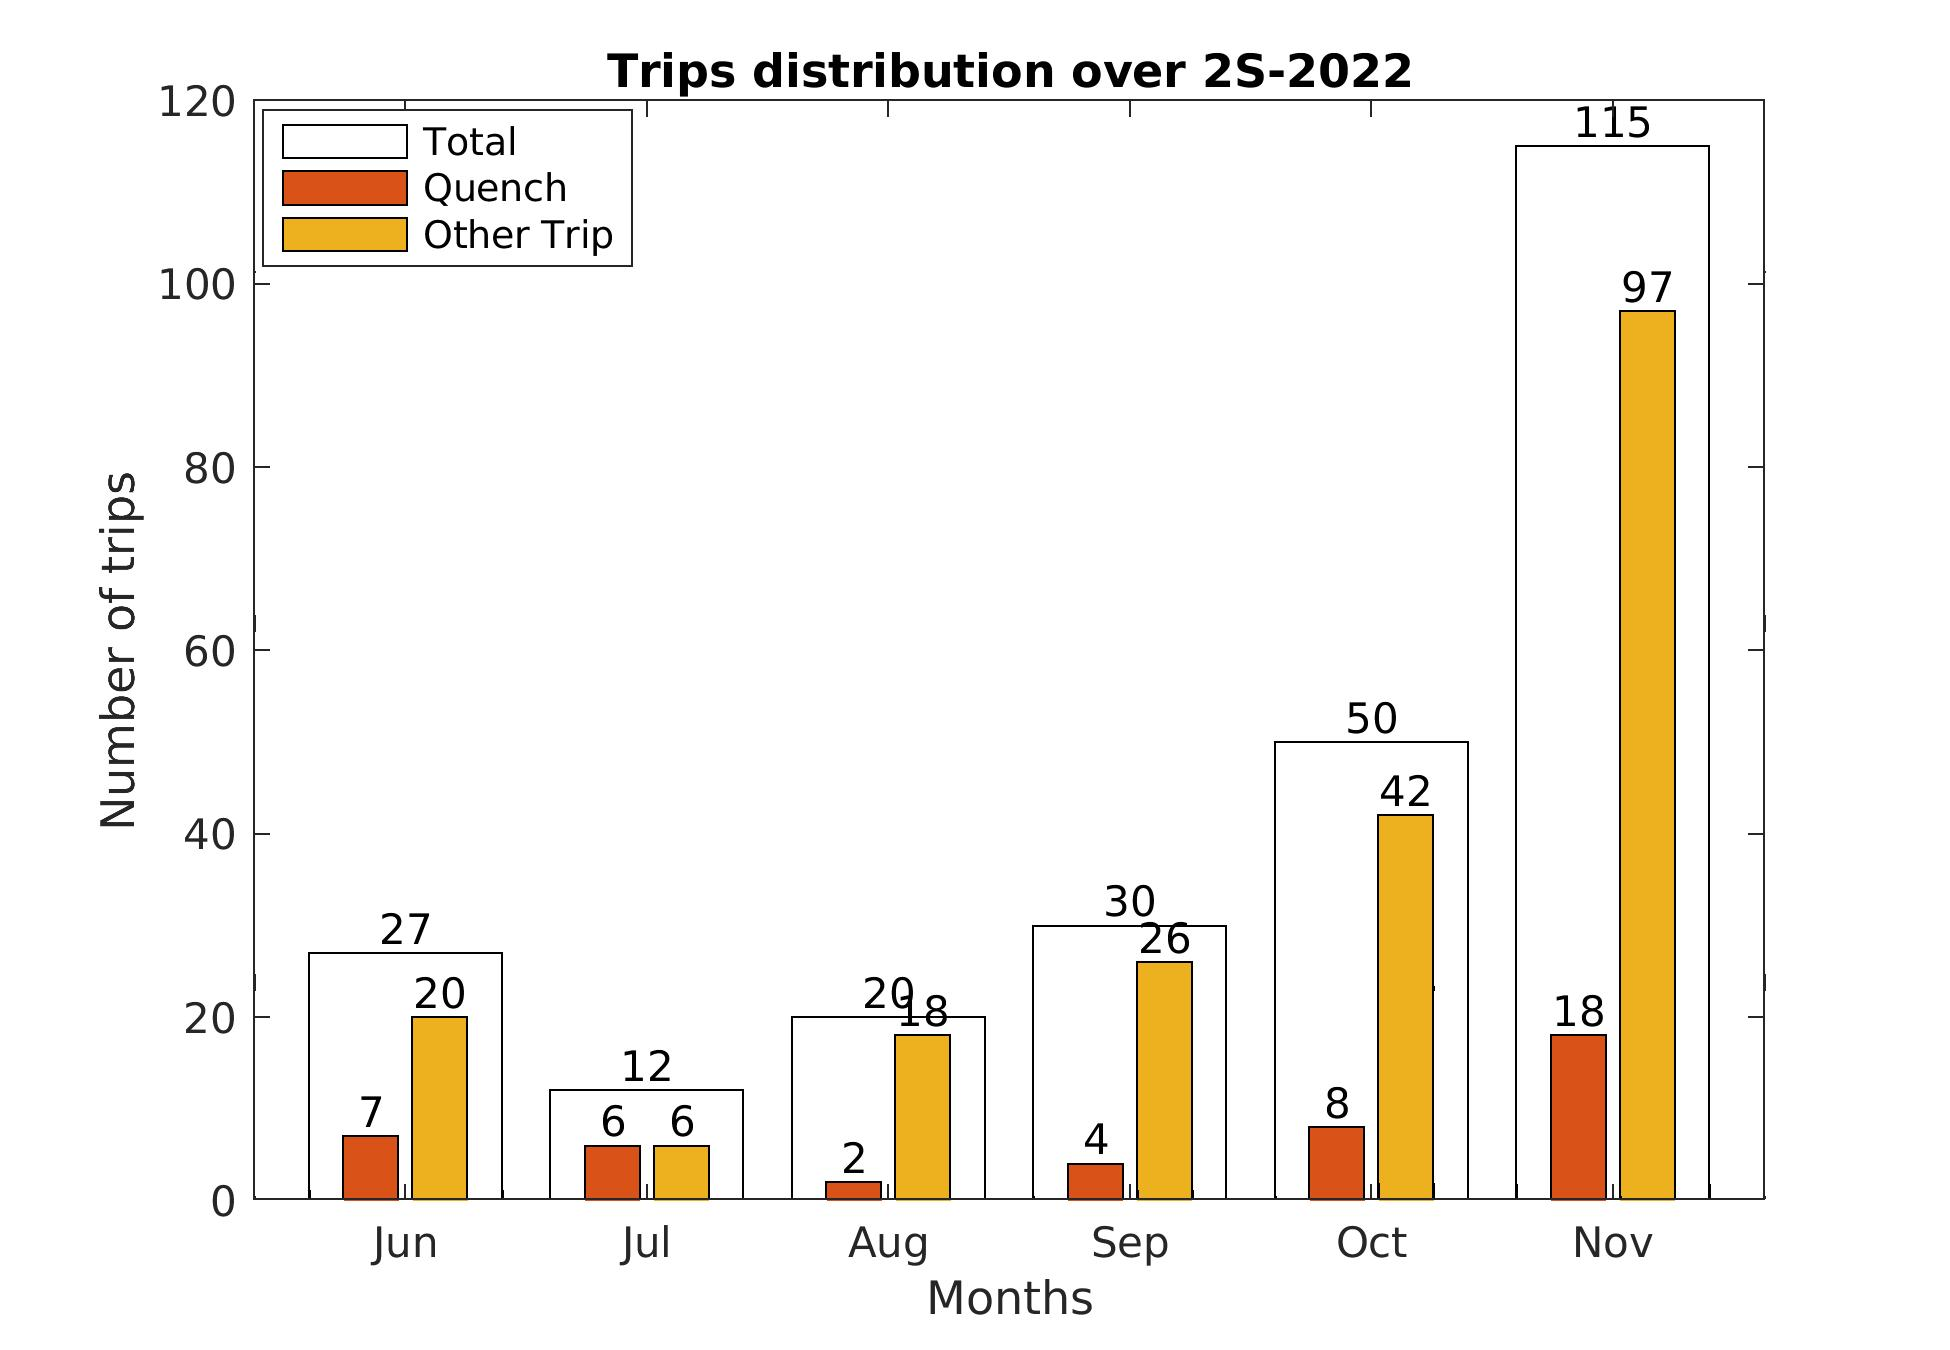 Trips distribution over 2S-2022
Total
Quench
Other Trip
Number of trips
120
100
80
60
40
20
0
27
7
20
12
6
6
20
2
18
30
4
26
50
8
42
115
18
97
Jun
Jul
Aug
Sep
Oct
Nov
Months